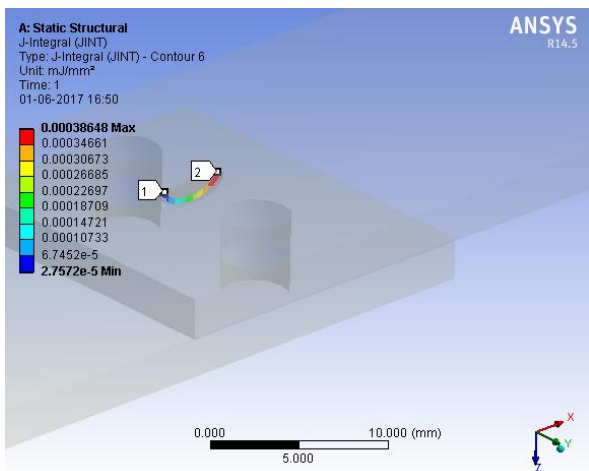 A: Static Structural
J-Integral (JINT)
Type: J-Integral (JINT) - Contour 6
Unit: mJ/mm²
Time: 1
01-06-2017 16:50
ANSYS
R14.5
0.00038648 Max
0.00034661
0.00030673
0.00026685
0.00022697
0.00018709
0.00014721
0.00010733
6.7452e-5
2.7572e-5 Min
1
2
0.000
10.000 (mm)
5.000
X
Y
Z